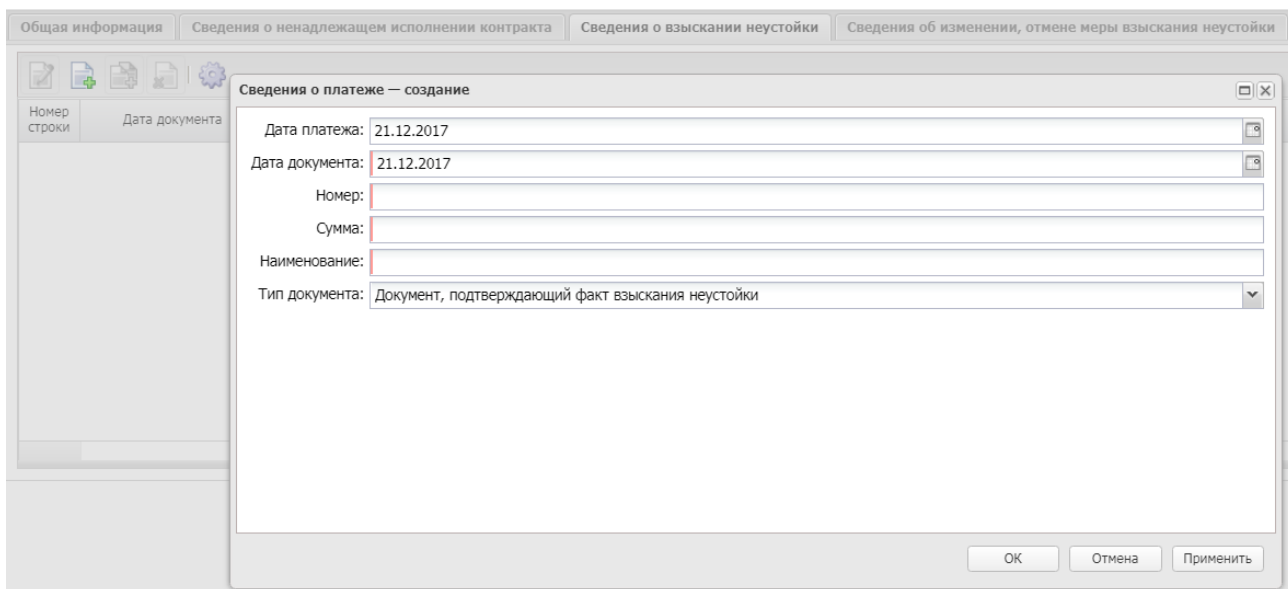 Общая информация Сведения о ненадлежащем исполнении контракта Сведения о взыскании неустойки Сведения об изменении, отмене меры взыскания неустойки
Сведения о платеже — создание
Номер строки Дата документа
Дата платежа: 21.12.2017
Дата документа: 21.12.2017
Номер:
Сумма:
Наименование:
Тип документа: Документ, подтверждающий факт взыскания неустойки
ОК Отмена Применить